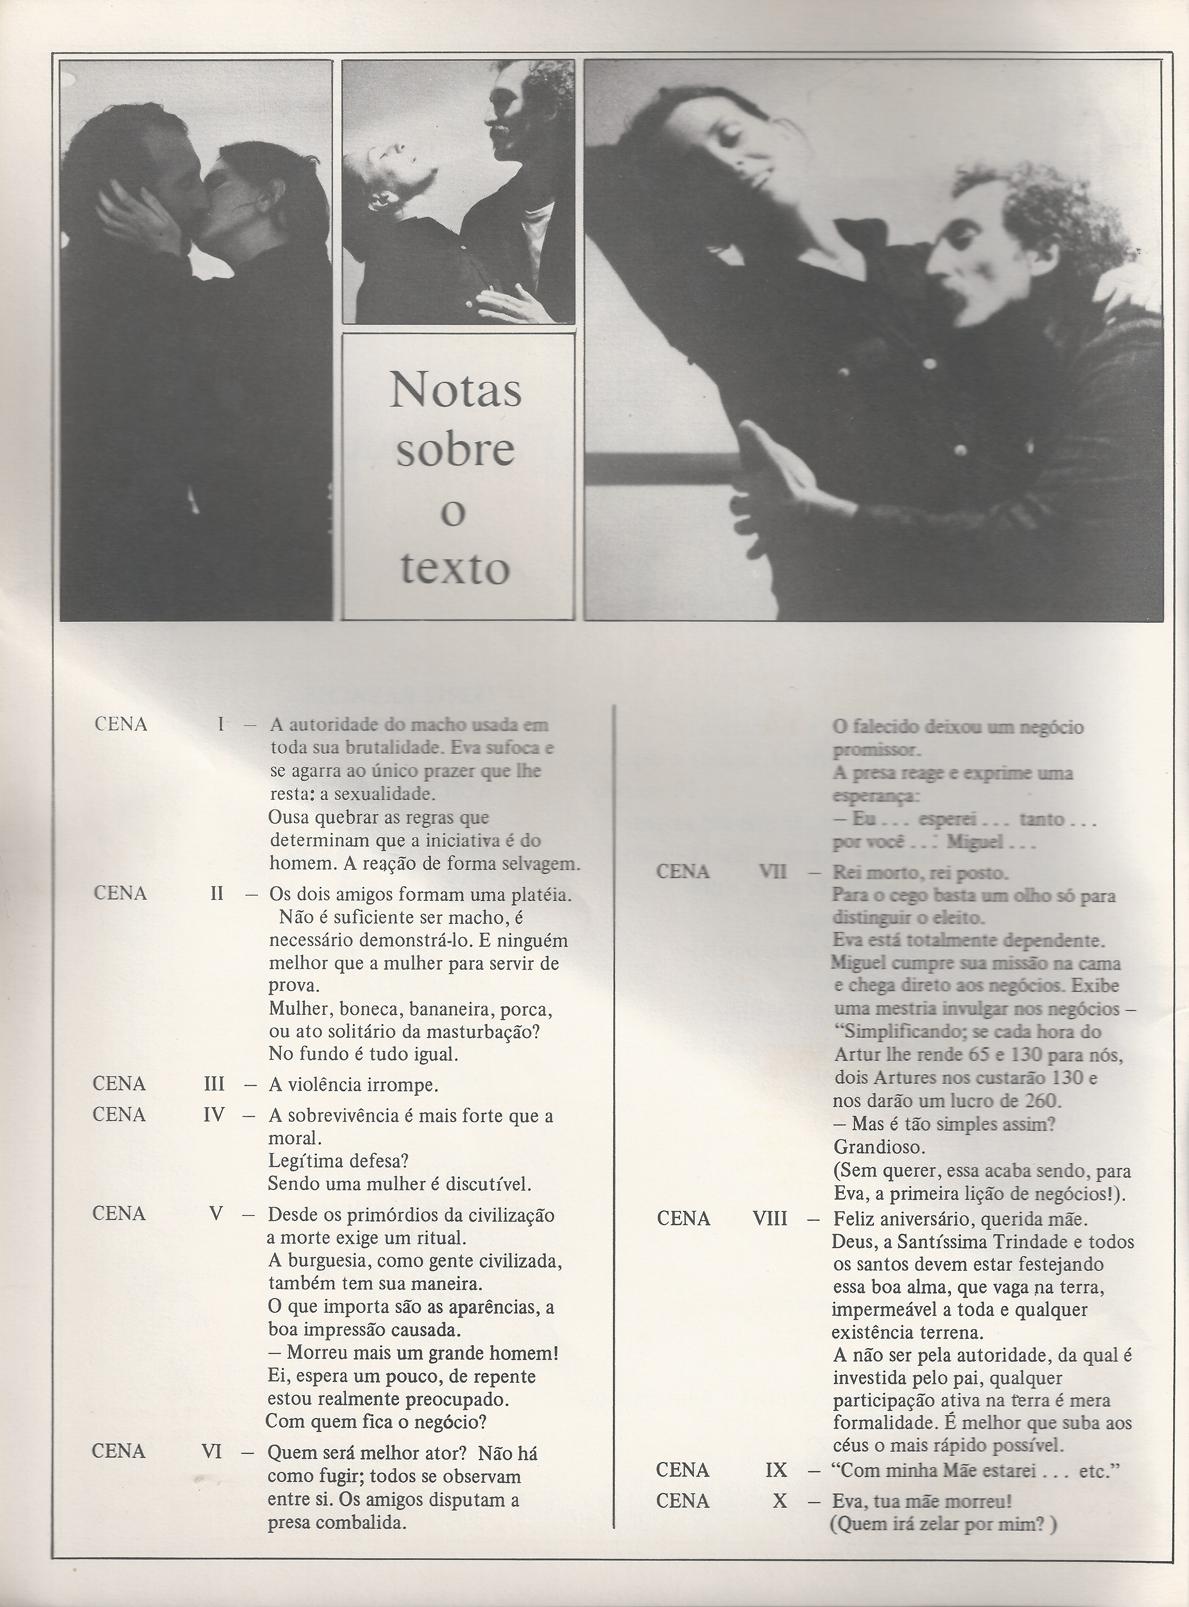 Notas
sobre
o
texto
CENA I – A autoridade do macho usada em
toda sua brutalidade. Eva sufoca e
se agarra ao único prazer que lhe
resta: a sexualidade.
Ousa quebrar as regras que
determinam que a iniciativa é do
homem. A reação de forma selvagem.
CENA II – Os dois amigos formam uma platéia.
Não é suficiente ser macho, é
necessário demonstrá-lo. E ninguém
melhor que a mulher para servir de
prova.
Mulher, boneca, bananeira, porca,
ou ato solitário da masturbação?
No fundo é tudo igual.
CENA III – A violência irrompe.
CENA IV – A sobrevivência é mais forte que a
moral.
Legítima defesa?
Sendo uma mulher é discutível.
CENA V – Desde os primórdios da civilização
a morte exige um ritual.
A burguesia, como gente civilizada,
também tem sua maneira.
O que importa são as aparências, a
boa impressão causada.
– Morreu mais um grande homem!
Ei, espera um pouco, de repente
estou realmente preocupado.
Com quem fica o negócio?
CENA VI – Quem será melhor ator? Não há
como fugir; todos se observam
entre si. Os amigos disputam a
presa combalida.
O falecido deixou um negócio
promissor.
A presa reage e exprime uma
esperança:
– Eu . . . esperei . . . tanto . . .
por você . . . Miguel . . .
CENA VII – Rei morto, rei posto.
Para o cego basta um olho só para
distinguir o eleito.
Eva está totalmente dependente.
Miguel cumpre sua missão na cama
e chega direto aos negócios. Exibe
uma mestria invulgar nos negócios –
“Simplificando; se cada hora do
Artur lhe rende 65 e 130 para nós,
dois Artures nos custarão 130 e
nos darão um lucro de 260.
– Mas é tão simples assim?
Grandioso.
(Sem querer, essa acaba sendo, para
Eva, a primeira lição de negócios!).
CENA VIII – Feliz aniversário, querida mãe.
Deus, a Santíssima Trindade e todos
os santos devem estar festejando
essa boa alma, que vaga na terra,
impermeável a toda e qualquer
existência terrena.
A não ser pela autoridade, da qual é
investida pelo pai, qualquer
participação ativa na terra é mera
formalidade. É melhor que suba aos
céus o mais rápido possível.
CENA IX – “Com minha Mãe estarei . . . etc.”
CENA X – Eva, tua mãe morreu!
(Quem irá zelar por mim? )